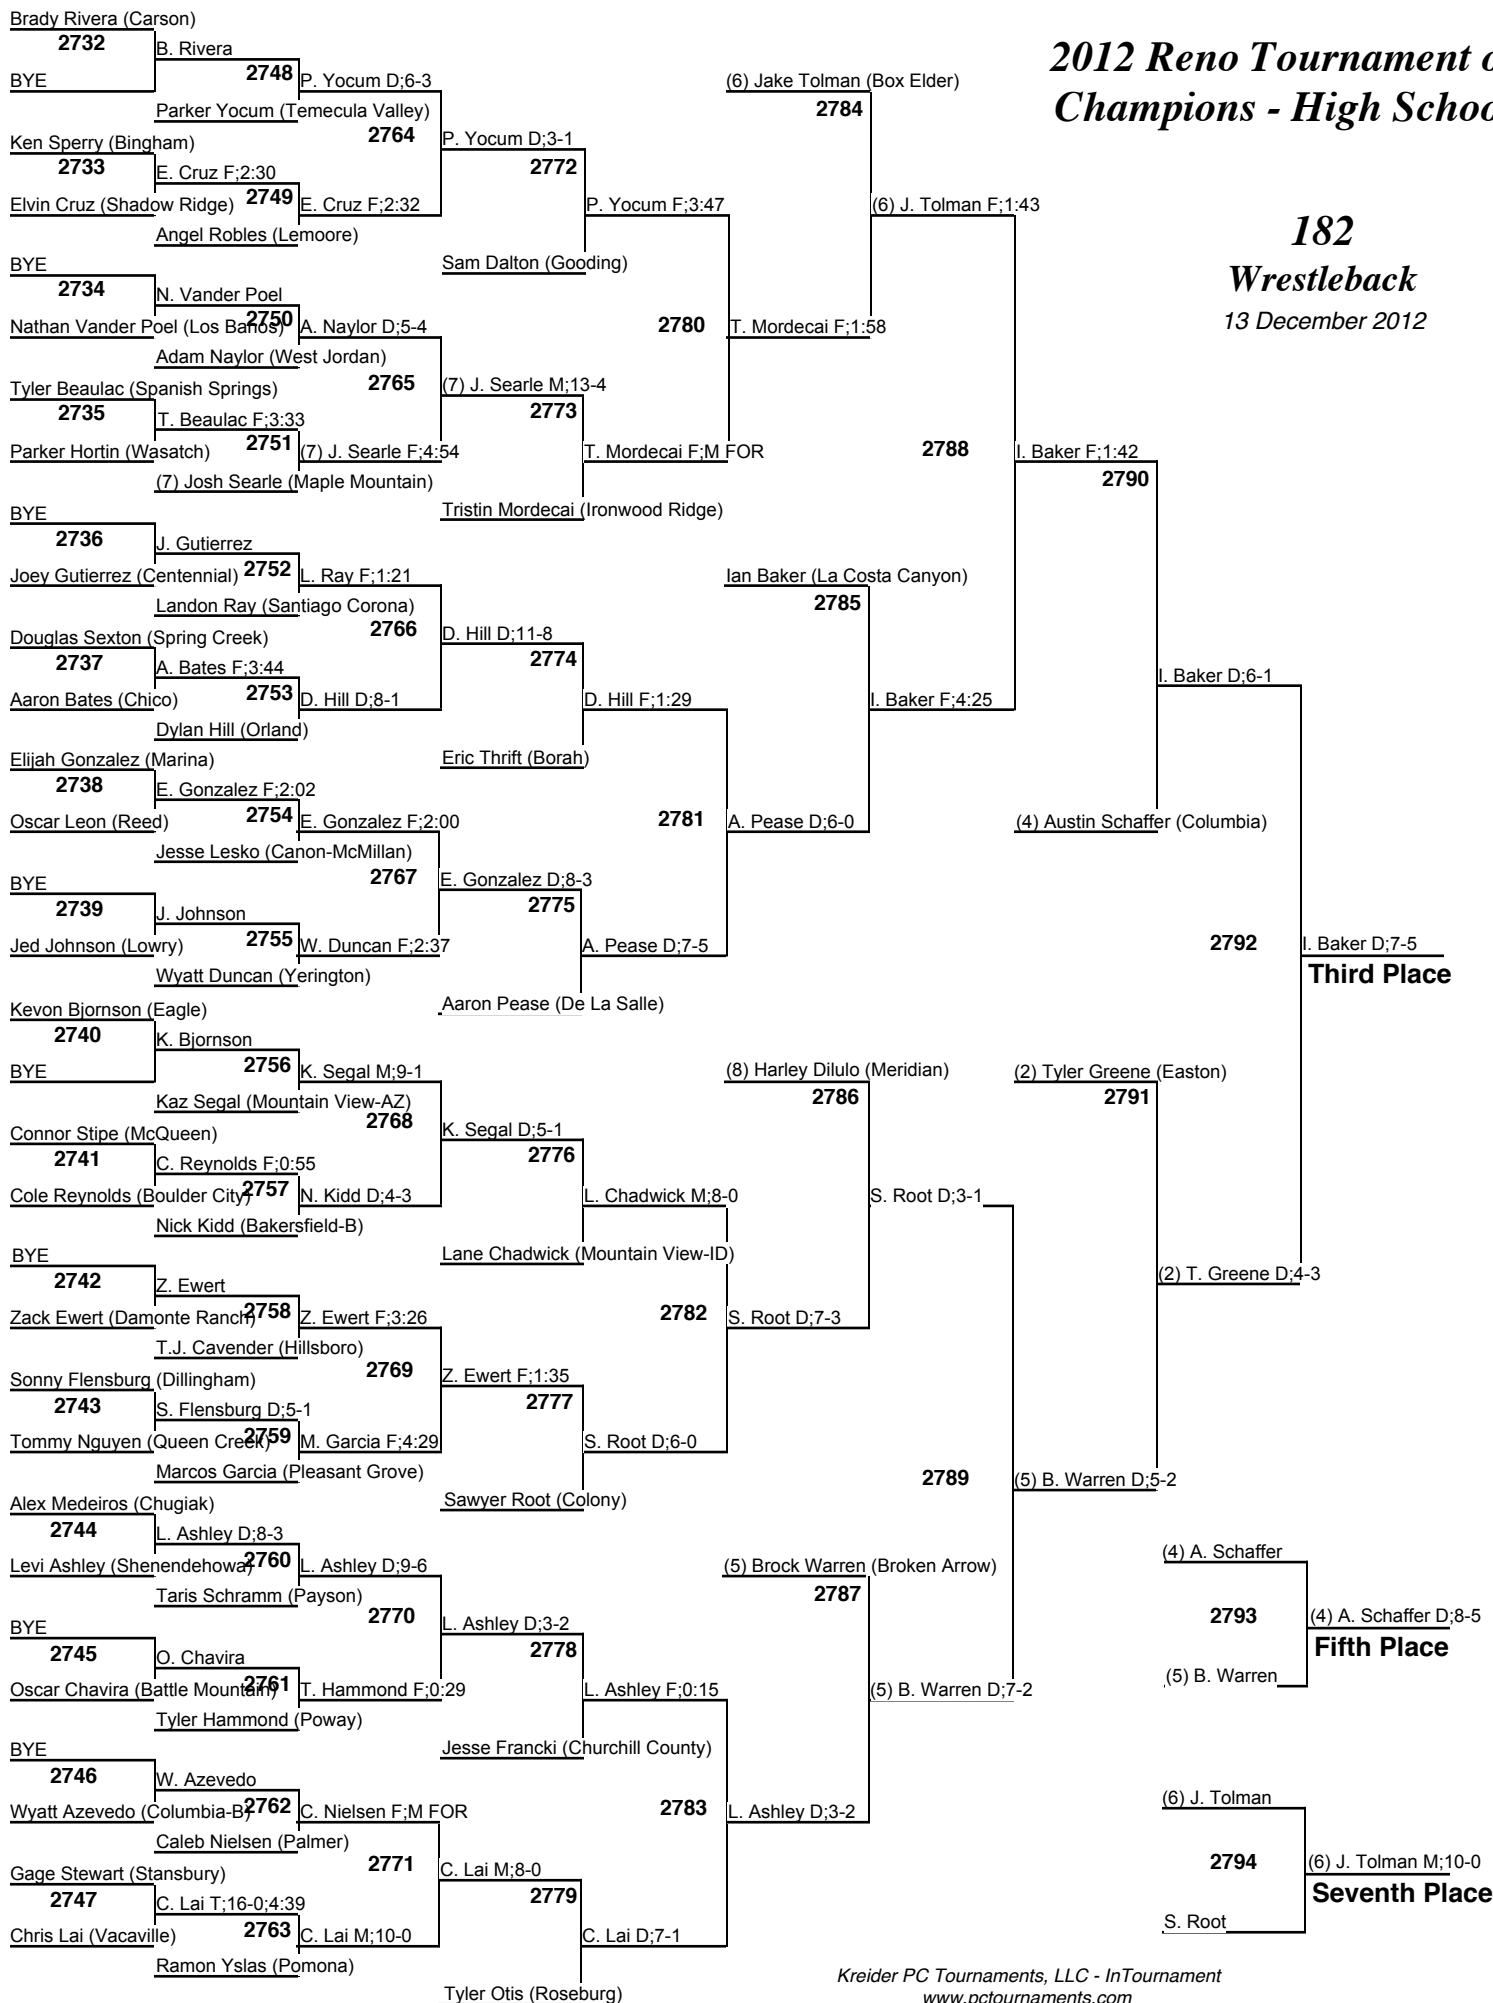 2012 Reno Tournament o
Champions - High Schoo
182
Wrestleback
13 December 2012
Brady Rivera (Carson)
2732
B. Rivera
BYE
2748
P. Yocum D;6-3
Parker Yocum (Temecula Valley)
2764
P. Yocum D;3-1
Ken Sperry (Bingham)
2733
E. Cruz F;2:30
Elvin Cruz (Shadow Ridge)
2749
E. Cruz F;2:32
Angel Robles (Lemoore)
2772
P. Yocum F;3:47
Sam Dalton (Gooding)
BYE
2734
N. Vander Poel
Nathan Vander Poel (Los Banos)
2750
A. Naylor D;5-4
Adam Naylor (West Jordan)
2765
(7) J. Searle M;13-4
Tyler Beaulac (Spanish Springs)
2735
T. Beaulac F;3:33
Parker Hortin (Wasatch)
2751
(7) J. Searle F;4:54
(7) Josh Searle (Maple Mountain)
2773
T. Mordecai F;M FOR
Tristin Mordecai (Ironwood Ridge)
2780
T. Mordecai F;1:58
(6) Jake Tolman (Box Elder)
2784
(6) J. Tolman F;1:43
BYE
2736
J. Gutierrez
Joey Gutierrez (Centennial)
2752
L. Ray F;1:21
Landon Ray (Santiago Corona)
2766
D. Hill D;11-8
Douglas Sexton (Spring Creek)
2737
A. Bates F;3:44
Aaron Bates (Chico)
2753
D. Hill D;8-1
Dylan Hill (Orland)
2774
D. Hill F;1:29
Eric Thrift (Borah)
Elijah Gonzalez (Marina)
2738
E. Gonzalez F;2:02
Oscar Leon (Reed)
2754
E. Gonzalez F;2:00
Jesse Lesko (Canon-McMillan)
2767
E. Gonzalez D;8-3
BYE
2739
J. Johnson
Jed Johnson (Lowry)
2755
W. Duncan F;2:37
Wyatt Duncan (Yerington)
2775
A. Pease D;7-5
Aaron Pease (De La Salle)
2781
A. Pease D;6-0
Ian Baker (La Costa Canyon)
2785
I. Baker F;4:25
2788
I. Baker F;1:42
2790
I. Baker D;6-1
(4) Austin Schaffer (Columbia)
2792
I. Baker D;7-5
Third Place
Kevon Bjornson (Eagle)
2740
K. Bjornson
BYE
2756
K. Segal M;9-1
Kaz Segal (Mountain View-AZ)
2768
K. Segal D;5-1
Connor Stipe (McQueen)
2741
C. Reynolds F;0:55
Cole Reynolds (Boulder City)
2757
N. Kidd D;4-3
Nick Kidd (Bakersfield-B)
2776
L. Chadwick M;8-0
Lane Chadwick (Mountain View-ID)
BYE
2742
Z. Ewert
Zack Ewert (Damonte Ranch)
2758
Z. Ewert F;3:26
T.J. Cavender (Hillsboro)
2769
Z. Ewert F;1:35
Sonny Flensburg (Dillingham)
2743
S. Flensburg D;5-1
Tommy Nguyen (Queen Creek)
2759
M. Garcia F;4:29
Marcos Garcia (Pleasant Grove)
2777
S. Root D;6-0
Sawyer Root (Colony)
2782
S. Root D;7-3
(8) Harley Dilulo (Meridian)
2786
S. Root D;3-1
(2) Tyler Greene (Easton)
2791
(2) T. Greene D;4-3
Alex Medeiros (Chugiak)
2744
L. Ashley D;8-3
Levi Ashley (Shenendehowa)
2760
L. Ashley D;9-6
Taris Schramm (Payson)
2770
L. Ashley D;3-2
BYE
2745
O. Chavira
Oscar Chavira (Battle Mountain)
2761
T. Hammond F;0:29
Tyler Hammond (Poway)
2778
L. Ashley F;0:15
Jesse Francki (Churchill County)
BYE
2746
W. Azevedo
Wyatt Azevedo (Columbia-B)
2762
C. Nielsen F;M FOR
Caleb Nielsen (Palmer)
2771
C. Lai M;8-0
Gage Stewart (Stansbury)
2747
C. Lai T;16-0;4:39
Chris Lai (Vacaville)
2763
C. Lai M;10-0
Ramon Yslas (Pomona)
2779
C. Lai D;7-1
Tyler Otis (Roseburg)
2783
L. Ashley D;3-2
(5) Brock Warren (Broken Arrow)
2787
(5) B. Warren D;7-2
2789
(5) B. Warren D;5-2
(4) A. Schaffer
2793
(4) A. Schaffer D;8-5
Fifth Place
(5) B. Warren
(6) J. Tolman
2794
(6) J. Tolman M;10-0
Seventh Place
S. Root
Kreider PC Tournaments, LLC - InTournament
www.pctournaments.com